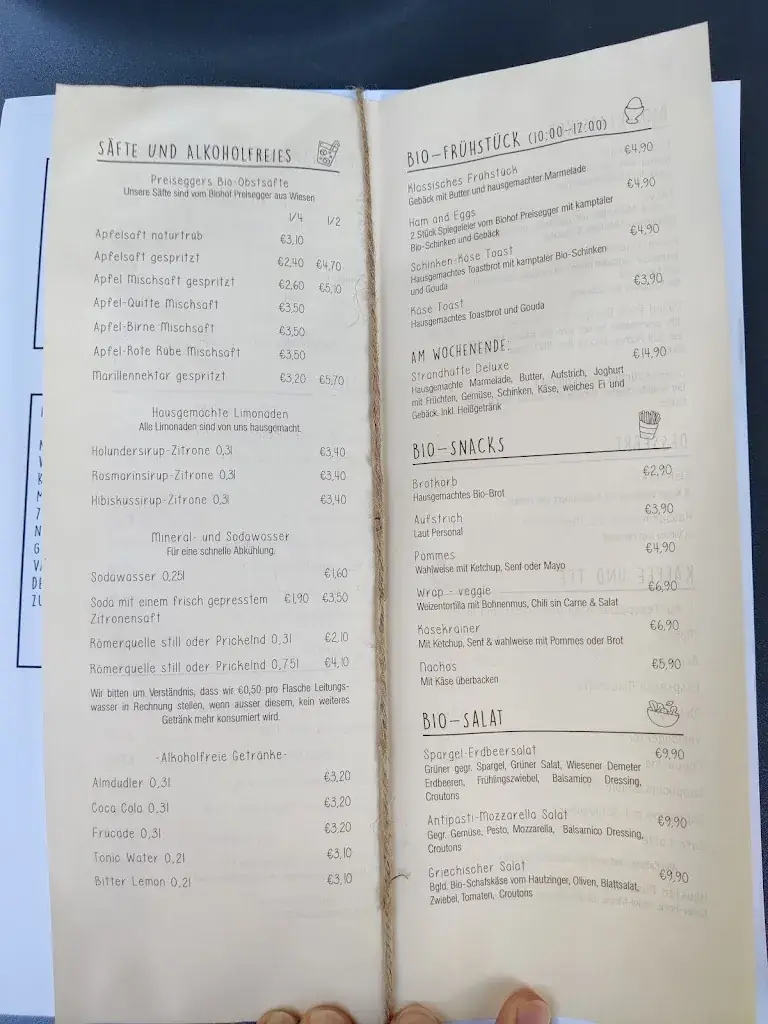 SÄFTE UND ALKOHOLFREIES
Preiseggers Bio-Obstsäfte
Unsere Säfte sind vom Biohof Preisegger aus Wiesen
1/4 1/2
Apfelsaft naturtrüb €3,10
Apfelsaft gespritzt €2,40 €4,70
Apfel Mischsaft gespritzt €2,60 €5,10
Apfel-Quitte Mischsaft €3,50
Apfel-Birne Mischsaft €3,50
Apfel-Rote Rübe Mischsaft €3,50
Marillennektar gespritzt €3,20 €5,70
Hausgemachte Limonaden
Alle Limonaden sind von uns hausgemacht.
Holundersirup-Zitrone 0,3l €3,40
Rosmarinsirup-Zitrone 0,3l €3,40
Hibiskussirup-Zitrone 0,3l €3,40
Mineral- und Sodawasser
Für eine schnelle Abkühlung.
Sodawasser 0,25l €1,60
Soda mit einem frisch gepresstem €1,90 €3,50
Zitronensaft
Römerquelle still oder Prickelnd 0,3l €2,10
Römerquelle still oder Prickelnd 0,75l €4,10
Wir bitten um Verständnis, dass wir €0,50 pro Flasche Leitungs-
wasser in Rechnung stellen, wenn ausser diesem, kein weiteres
Getränk mehr konsumiert wird.
-Alkoholfreie Getränke-
Almdudler 0,3l €3,20
Coca Cola 0,3l €3,20
Frucade 0,3l €3,20
Tonic Water 0,2l €3,10
Bitter Lemon 0,2l €3,10
BIO-FRÜHSTÜCK (10:00-12:00)
Klassisches Frühstück €4,90
Gebäck mit Butter und hausgemachter Marmelade
Ham and Eggs €4,90
2 Stück Spiegeleier vom Biohof Preisegger mit kamptaler
Bio-Schinken und Gebäck
Schinken-Käse Toast €4,90
Hausgemachtes Toastbrot mit kamptaler Bio-Schinken
und Gouda
Käse Toast €3,90
Hausgemachtes Toastbrot und Gouda
AM WOCHENENDE:
Strandhütte Deluxe €14,90
Hausgemachte Marmelade, Butter, Aufstrich, Joghurt
mit Früchten, Gemüse, Schinken, Käse, weiches Ei und
Gebäck. Inkl. Heißgetränk
BIO-SNACKS
Brotkorb €2,90
Hausgemachtes Bio-Brot
Aufstrich €3,90
Laut Personal
Pommes €4,90
Wahlweise mit Ketchup, Senf oder Mayo
Wrap - veggie €6,90
Weizentortilla mit Bohnenmus, Chili sin Carne & Salat
Käsekrainer €6,90
Mit Ketchup, Senf & wahlweise mit Pommes oder Brot
Nachos €5,90
Mit Käse überbacken
BIO-SALAT
Spargel-Erdbeersalat €9,90
Grüner gegr. Spargel, Grüner Salat, Wiesener Demeter
Erdbeeren, Frühlingszwiebel, Balsamico Dressing,
Croutons
Antipasti-Mozzarella Salat €9,90
Gegr. Gemüse, Pesto, Mozzarella, Balsamico Dressing,
Croutons
Griechischer Salat €9,90
Bgld. Bio-Schafskäse vom Hautzinger, Oliven, Blattsalat,
Zwiebel, Tomaten, Croutons